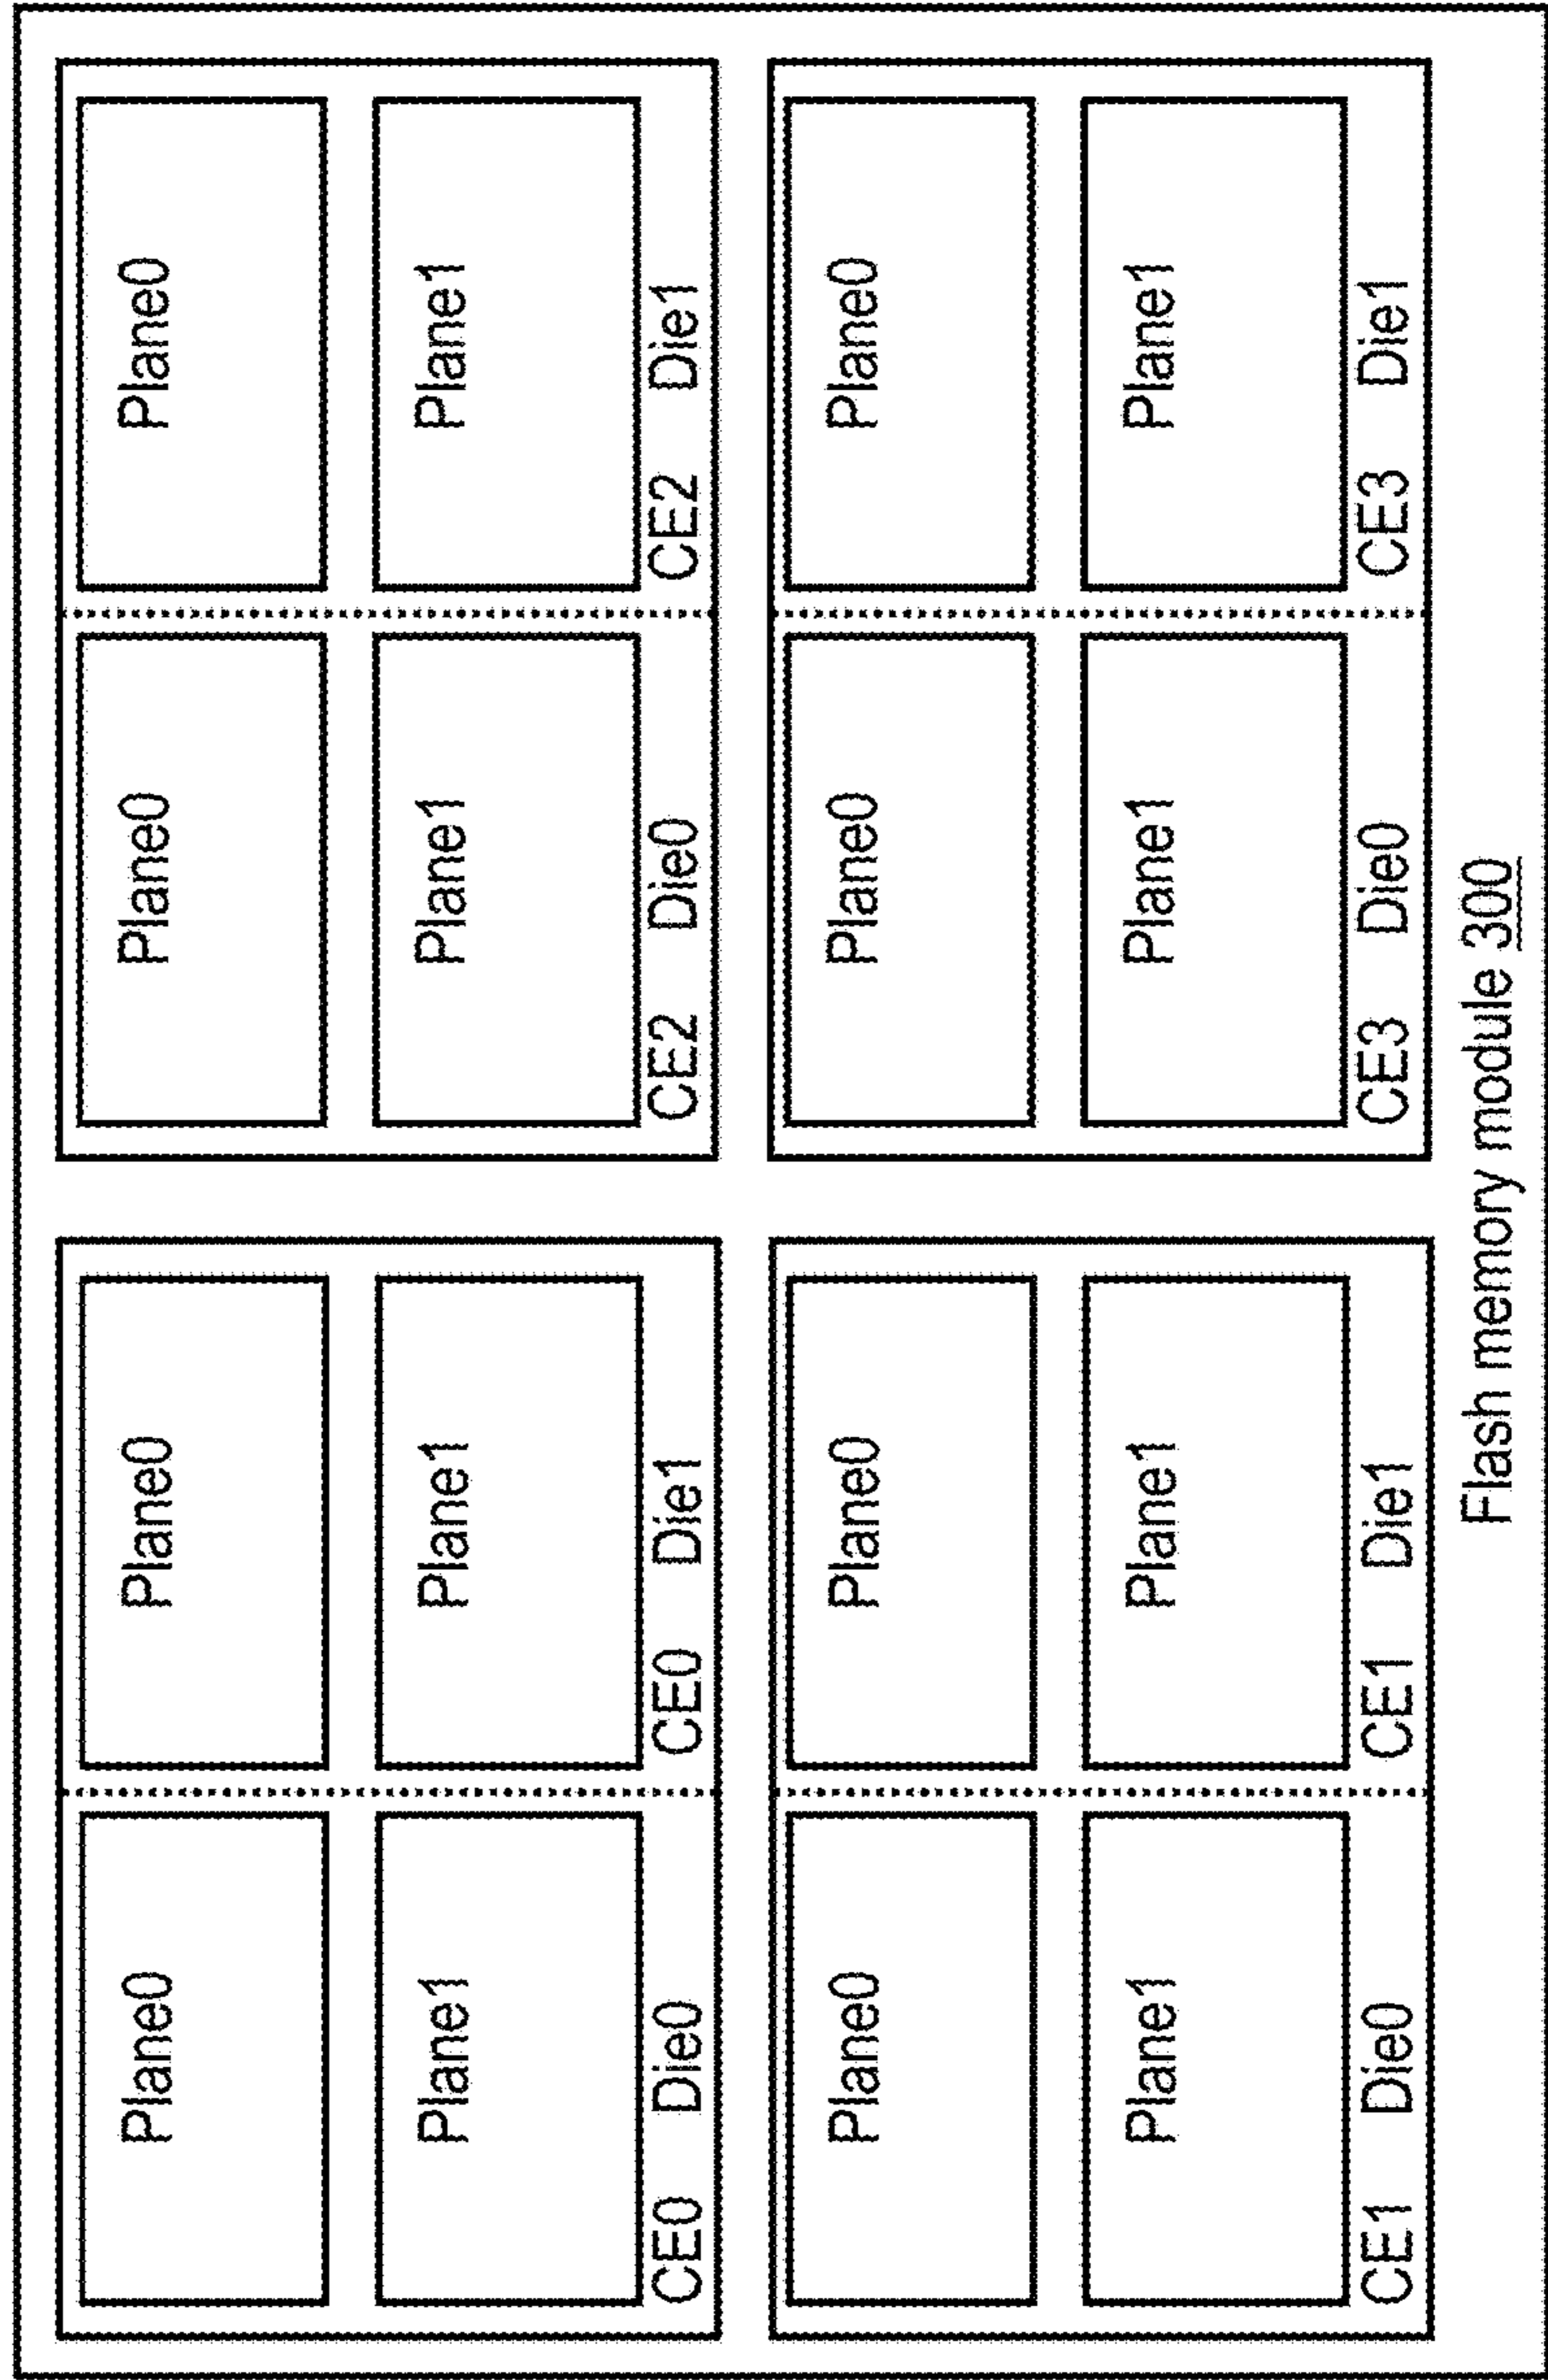 Plane0 Plane0 Plane0 Plane0
Plane1 Plane1 Plane1 Plane1
CE0 Die0 CE0 Die1 CE2 Die0 CE2 Die1
Plane0 Plane0 Plane0 Plane0
Plane1 Plane1 Plane1 Plane1
CE1 Die0 CE1 Die1 CE3 Die0 CE3 Die1
Flash memory module 300